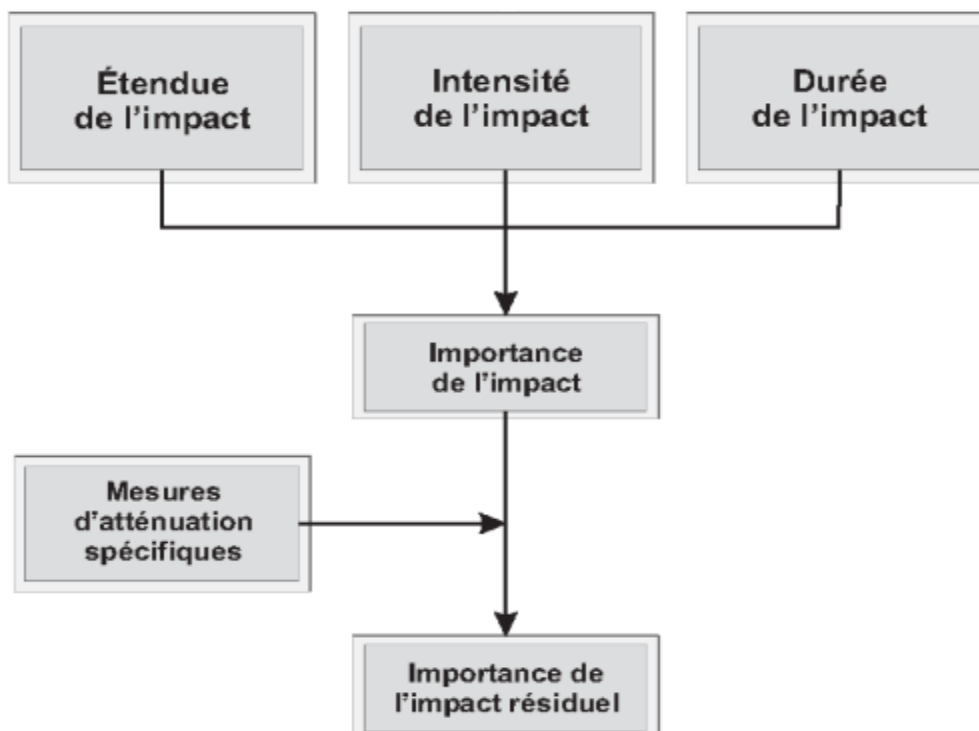 Étendue
de l’impact
Intensité
de l’impact
Durée
de l’impact
Importance
de l’impact
Mesures
d’atténuation
spécifiques
Importance de
l’impact résiduel